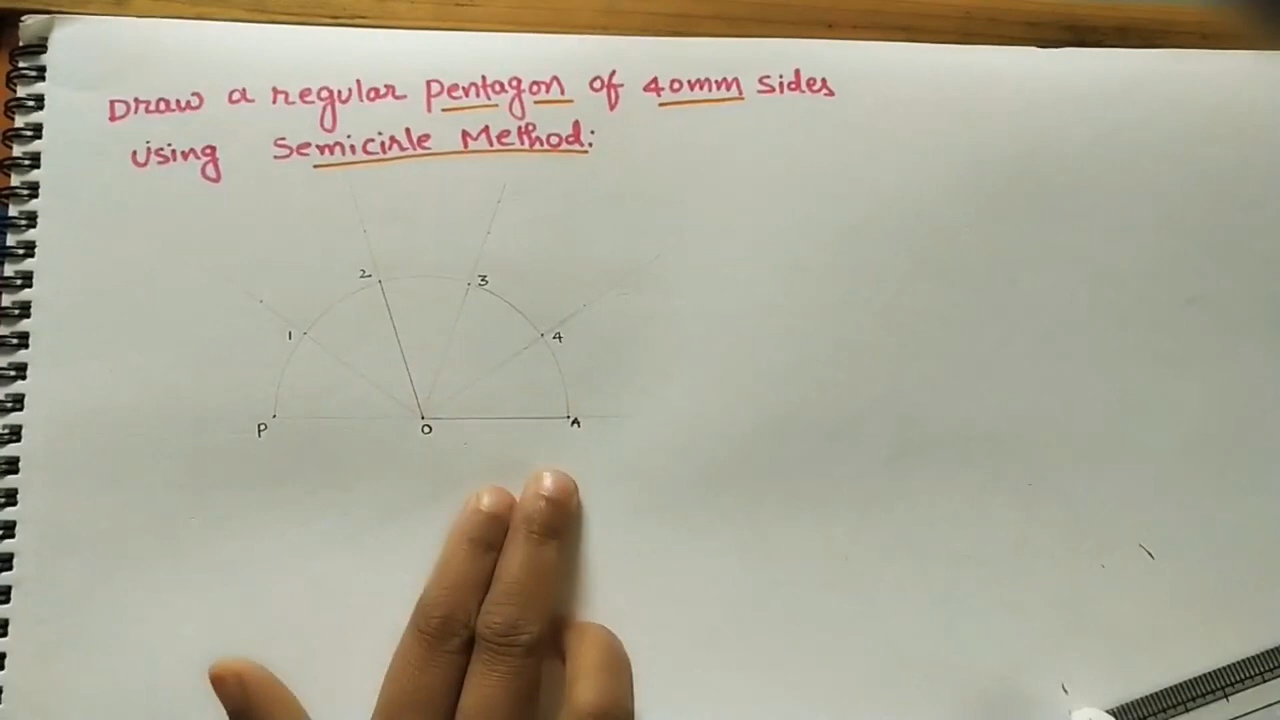 Draw a regular pentagon of 40mm sides
using Semicirle Method:
2
3
1
4
P
O
A